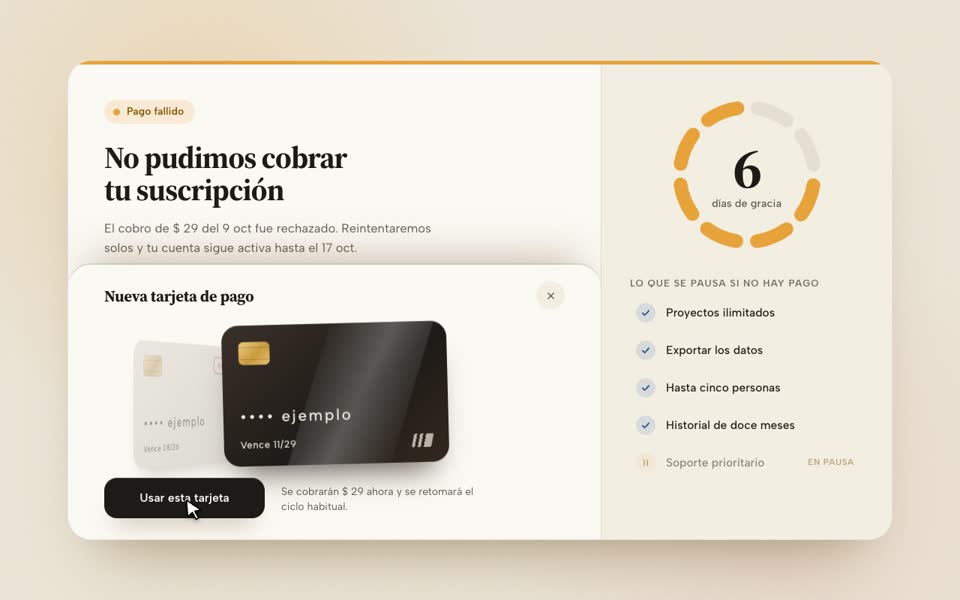 Pago fallido
No pudimos cobrar
tu suscripción
El cobro de $ 29 del 9 oct fue rechazado. Reintentaremos
solos y tu cuenta sigue activa hasta el 17 oct.
Nueva tarjeta de pago
•••• ejemplo
Vence 08/26
•••• ejemplo
Vence 11/29
Usar esta tarjeta
Se cobrarán $ 29 ahora y se retomará el
ciclo habitual.
6
días de gracia
LO QUE SE PAUSA SI NO HAY PAGO
Proyectos ilimitados
Exportar los datos
Hasta cinco personas
Historial de doce meses
Soporte prioritario
EN PAUSA